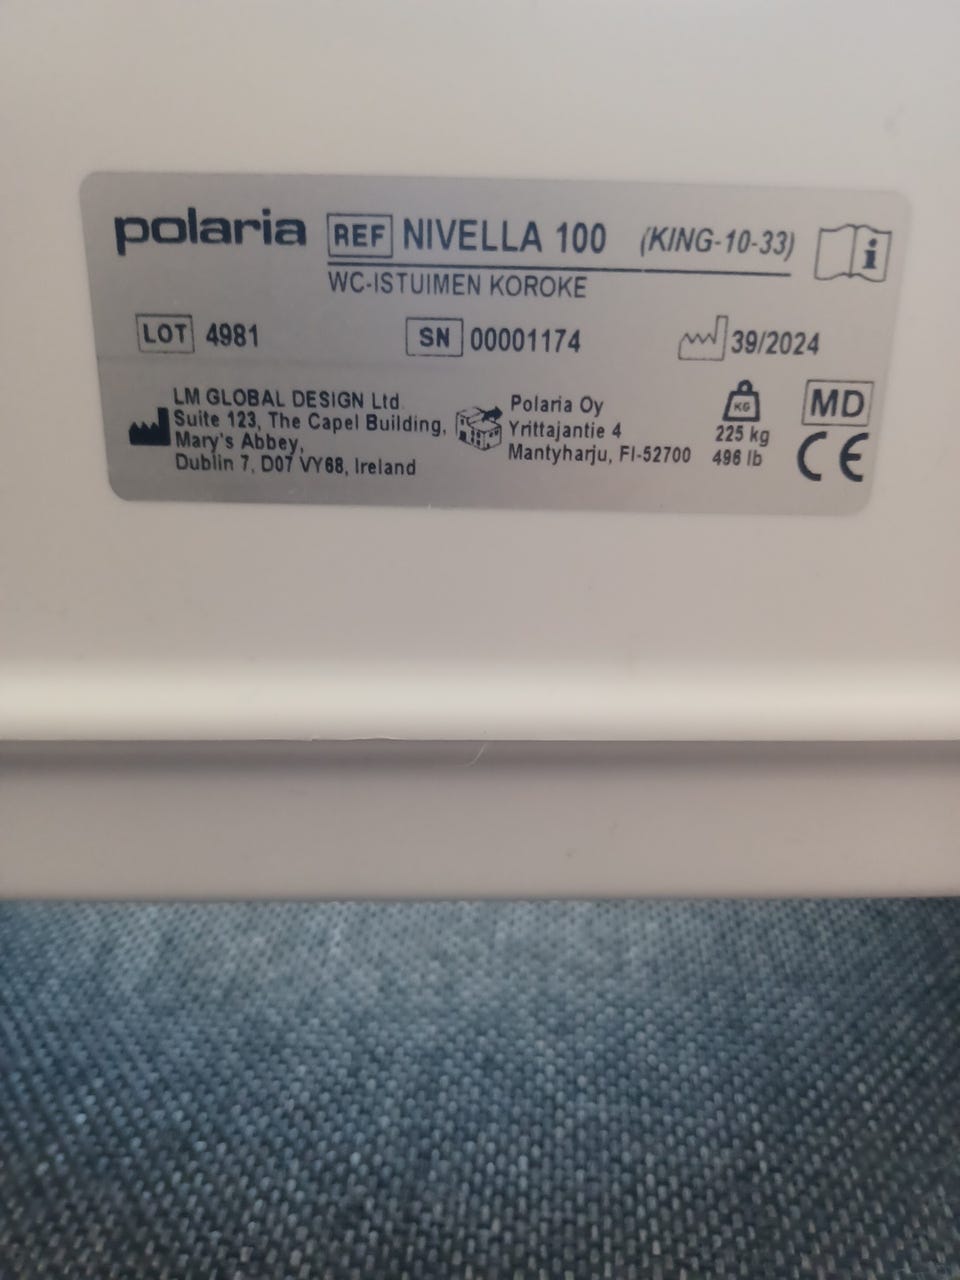 polaria REF NIVELLA 100 (KING-10-33) i
WC-ISTUIMEN KOROKE
LOT 4981 SN 00001174 39/2024
LM GLOBAL DESIGN Ltd.
Suite 123, The Capel Building,
Mary's Abbey,
Dublin 7, D07 VY68, Ireland
Polaria Oy
Yrittajantie 4
Mantyharju, FI-52700
KG
225 kg
496 lb
MD
CE